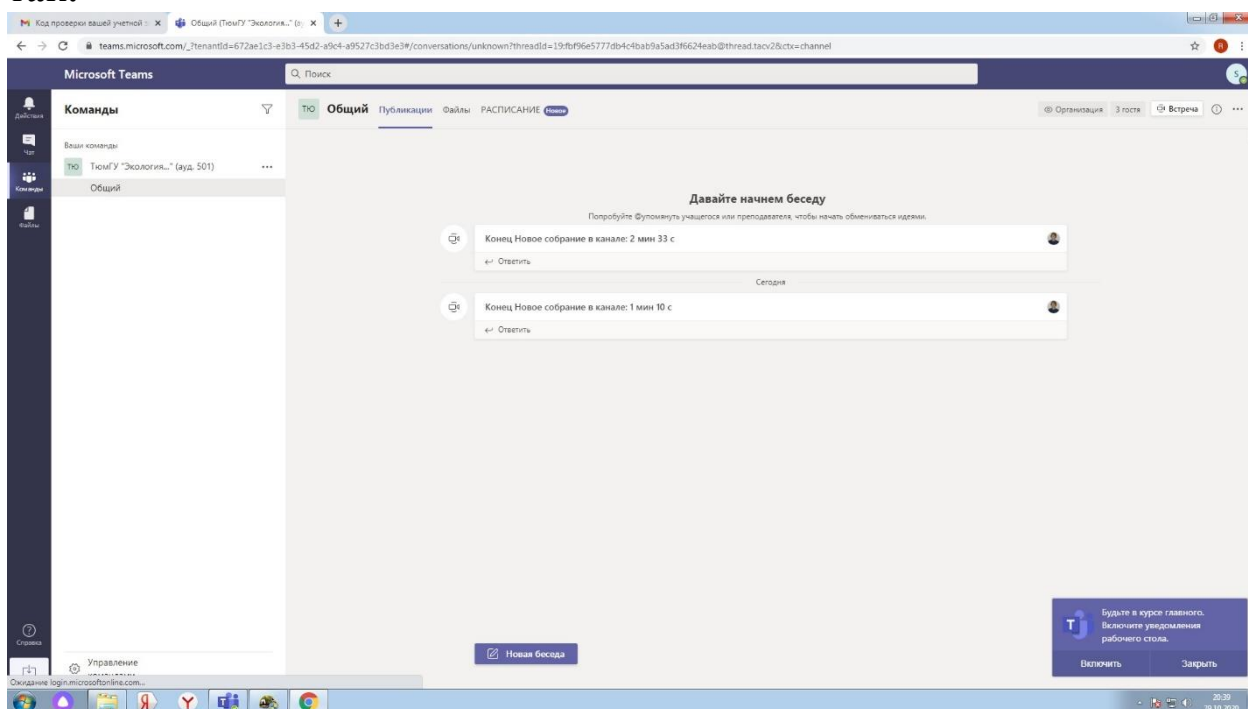 Код проверки вашей учетной з
Общий (ТюмГУ "Экология..." (а
teams.microsoft.com/_?tenantId=672ae1c3-e3b3-45d2-a9c4-a9527c3bd3e3#/conversations/unknown?threadId=19:fbf96e5777db4c4bab9a5ad3f6624eab@thread.tacv2&ctx=channel
Microsoft Teams
Поиск
S
Действия
Чат
Команды
Файлы
Справка
Команды
Ваши команды
ТЮ ТюмГУ "Экология..." (ауд. 501)
Общий
Управление
ТЮ Общий Публикации Файлы РАСПИСАНИЕ Новое
Организация 3 гостя Встреча
Давайте начнем беседу
Попробуйте @упомянуть учащегося или преподавателя, чтобы начать обмениваться идеями.
Конец Новое собрание в канале: 2 мин 33 с
Ответить
Сегодня
Конец Новое собрание в канале: 1 мин 10 с
Ответить
Новая беседа
Будьте в курсе главного.
Включите уведомления
рабочего стола.
Включить Закрыть
Ожидание login.microsoftonline.com...
20:39